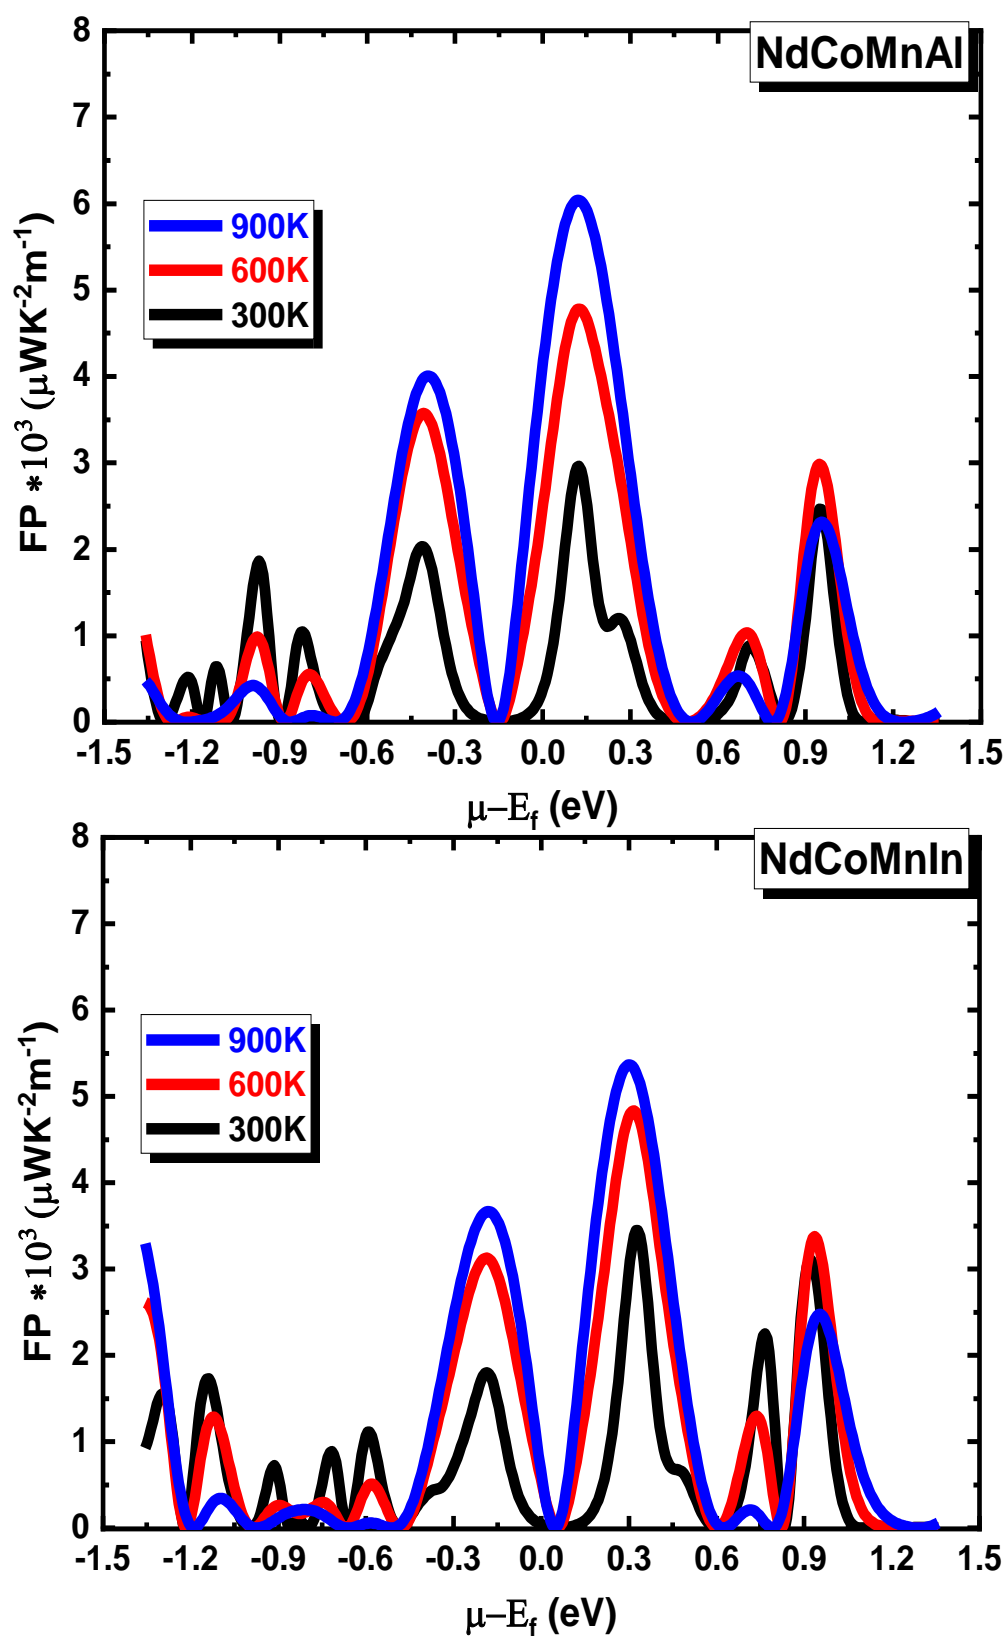 NdCoMnAl
8
7
6
5
4
3
2
1
0
FP *10³ (μWK⁻²m⁻¹)
900K
600K
300K
-1.5 -1.2 -0.9 -0.6 -0.3 0.0 0.3 0.6 0.9 1.2 1.5
μ–E_f (eV)
NdCoMnIn
8
7
6
5
4
3
2
1
0
FP *10³ (μWK⁻²m⁻¹)
900K
600K
300K
-1.5 -1.2 -0.9 -0.6 -0.3 0.0 0.3 0.6 0.9 1.2 1.5
μ–E_f (eV)